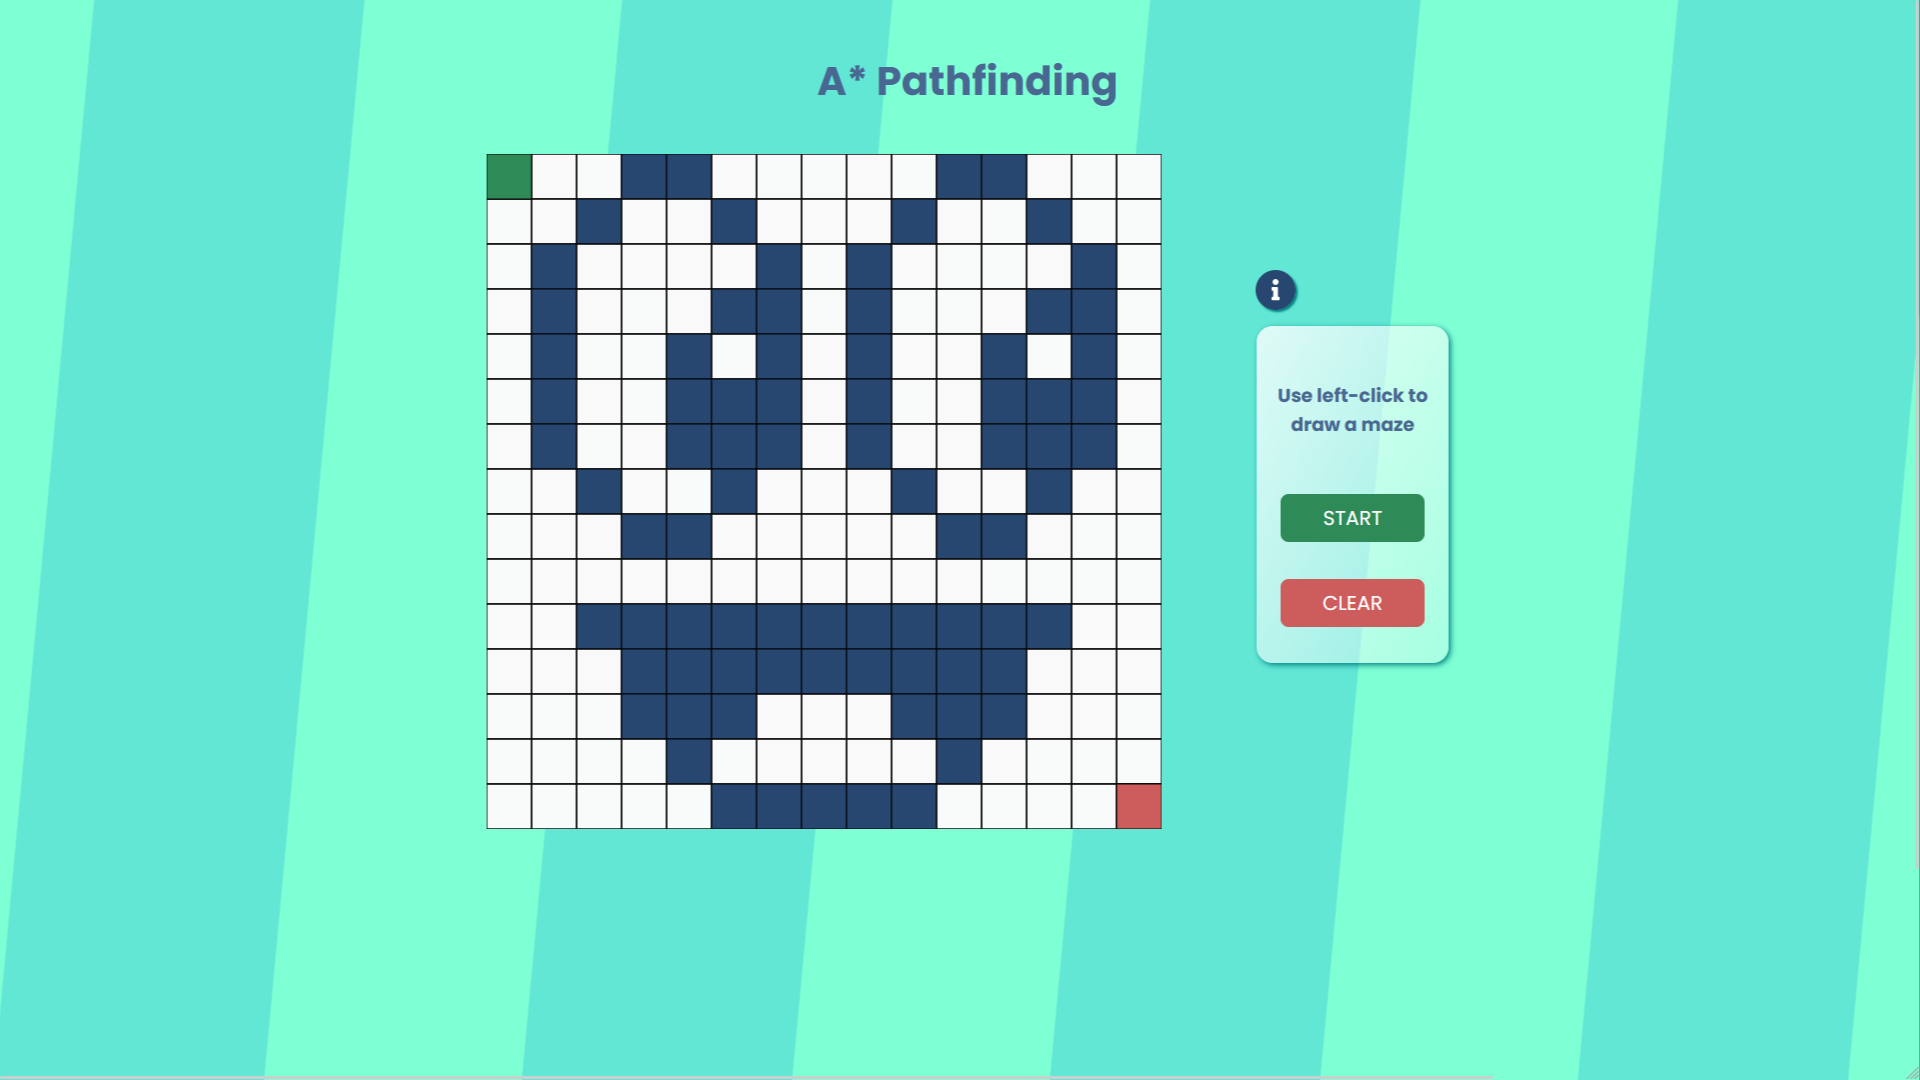 A* Pathfinding
i
Use left-click to
draw a maze
START
CLEAR